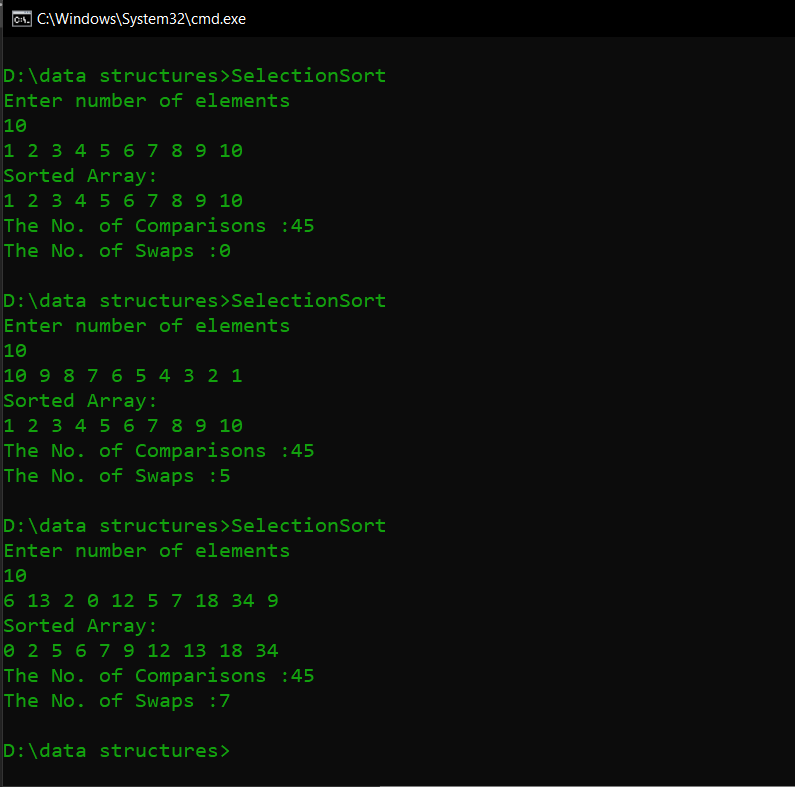 C:\Windows\System32\cmd.exe
D:\data structures>SelectionSort
Enter number of elements
10
1 2 3 4 5 6 7 8 9 10
Sorted Array:
1 2 3 4 5 6 7 8 9 10
The No. of Comparisons :45
The No. of Swaps :0
D:\data structures>SelectionSort
Enter number of elements
10
10 9 8 7 6 5 4 3 2 1
Sorted Array:
1 2 3 4 5 6 7 8 9 10
The No. of Comparisons :45
The No. of Swaps :5
D:\data structures>SelectionSort
Enter number of elements
10
6 13 2 0 12 5 7 18 34 9
Sorted Array:
0 2 5 6 7 9 12 13 18 34
The No. of Comparisons :45
The No. of Swaps :7
D:\data structures>